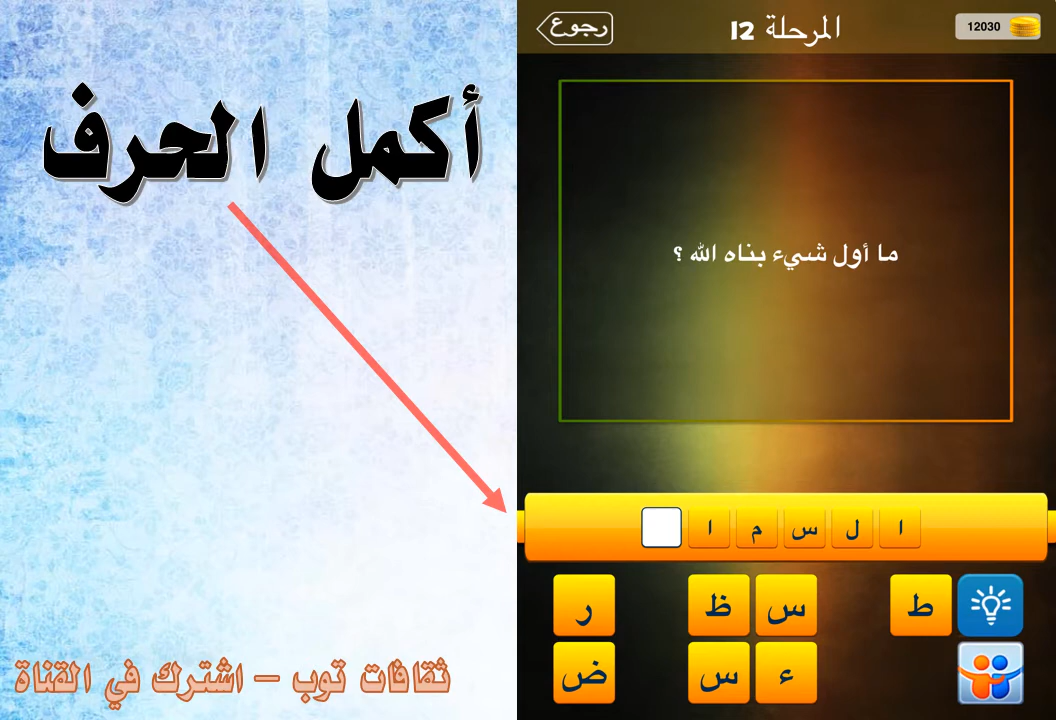 أكمل الحرف
ثقافات توب – اشترك في القناة
رجوع
المرحلة 12
12030
ما أول شيء بناه الله ؟
ا ل س م ا
ط س ظ ر
ء س ض